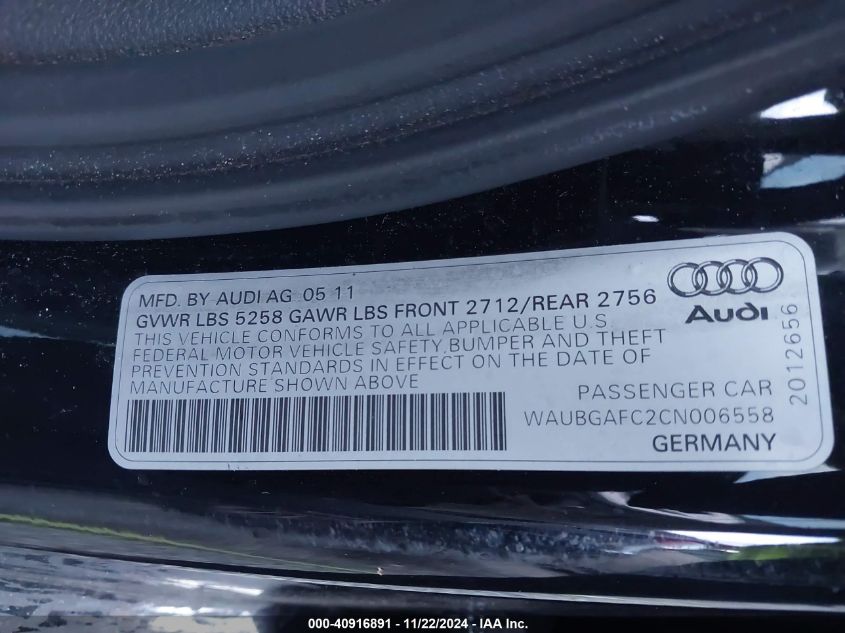 MFD. BY AUDI AG 05 11
GVWR LBS 5258 GAWR LBS FRONT 2712/REAR 2756
THIS VEHICLE CONFORMS TO ALL APPLICABLE U.S.
FEDERAL MOTOR VEHICLE SAFETY,BUMPER AND THEFT
PREVENTION STANDARDS IN EFFECT ON THE DATE OF
MANUFACTURE SHOWN ABOVE
Audi
2012656
PASSENGER CAR
WAUBGAFC2CN006558
GERMANY
000-40916891 - 11/22/2024 - IAA Inc.